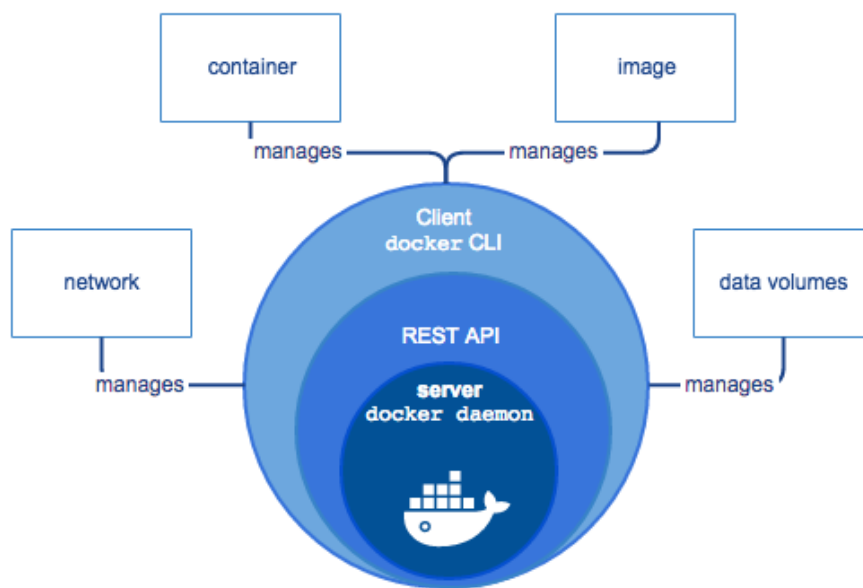 container
image
manages
manages
Client
docker CLI
network
data volumes
REST API
manages
server
manages
docker daemon